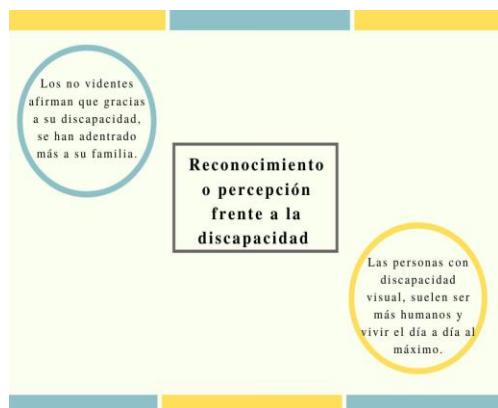 Los no videntes
afirman que gracias
a su discapacidad,
se han adentrado
más a su familia.
Reconocimiento
o percepción
frente a la
discapacidad
Las personas con
discapacidad
visual, suelen ser
más humanos y
vivir el día a día al
máximo.